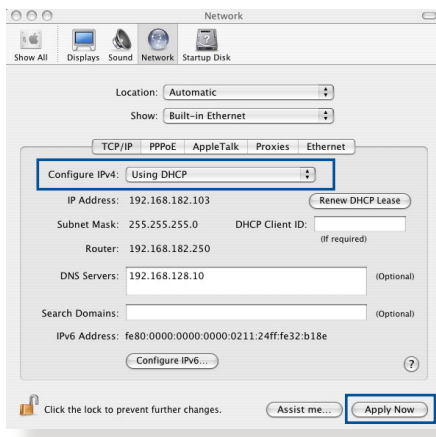 Network
Show All Displays Sound Network Startup Disk
Location: Automatic
Show: Built-in Ethernet
TCP/IP PPPoE AppleTalk Proxies Ethernet
Configure IPv4: Using DHCP
IP Address: 192.168.182.103 Renew DHCP Lease
Subnet Mask: 255.255.255.0 DHCP Client ID:
(If required)
Router: 192.168.182.250
DNS Servers: 192.168.128.10 (Optional)
Search Domains: (Optional)
IPv6 Address: fe80:0000:0000:0000:0211:24ff:fe32:b18e
Configure IPv6... ?
Click the lock to prevent further changes. Assist me... Apply Now